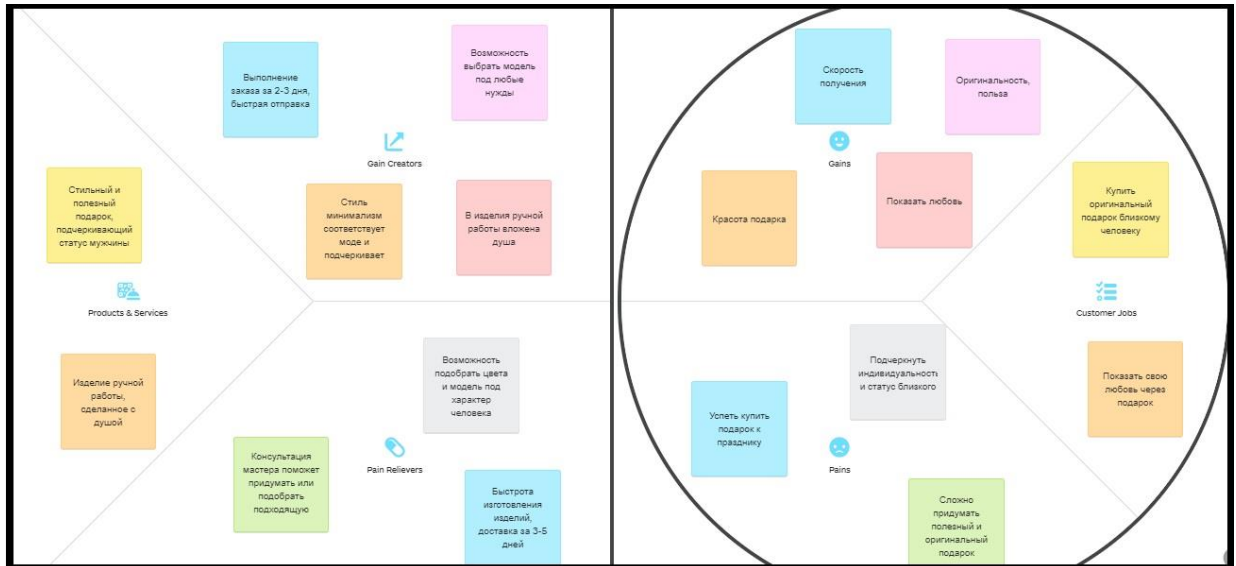 Выполнение
заказа за 2-3 дня,
быстрая отправка
Возможность
выбрать модель
под любые
нужды
Gain Creators
Стильный и
полезный
подарок,
подчеркивающий
статус мужчины
Стиль
минимализм
соответствует
моде и
подчеркивает
В изделия ручной
работы вложена
душа
Products & Services
Изделие ручной
работы,
сделанное с
душой
Возможность
подобрать цвета
и модель под
характер
человека
Консультация
мастера поможет
придумать или
подобрать
подходящую
Pain Relievers
Быстрота
изготовления
изделий,
доставка за 3-5
дней
Скорость
получения
Оригинальность,
польза
Gains
Красота подарка
Показать любовь
Купить
оригинальный
подарок близкому
человеку
Customer Jobs
Показать свою
любовь через
подарок
Подчеркнуть
индивидуальность
и статус близкого
Успеть купить
подарок к
празднику
Pains
Сложно
придумать
полезный и
оригинальный
подарок